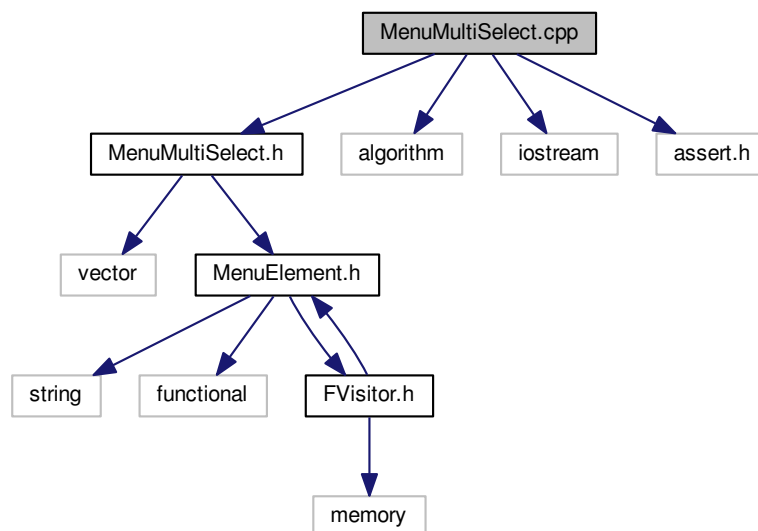 MenuMultiSelect.cpp
MenuMultiSelect.h
algorithm
iostream
assert.h
vector
MenuElement.h
string
functional
FVisitor.h
memory